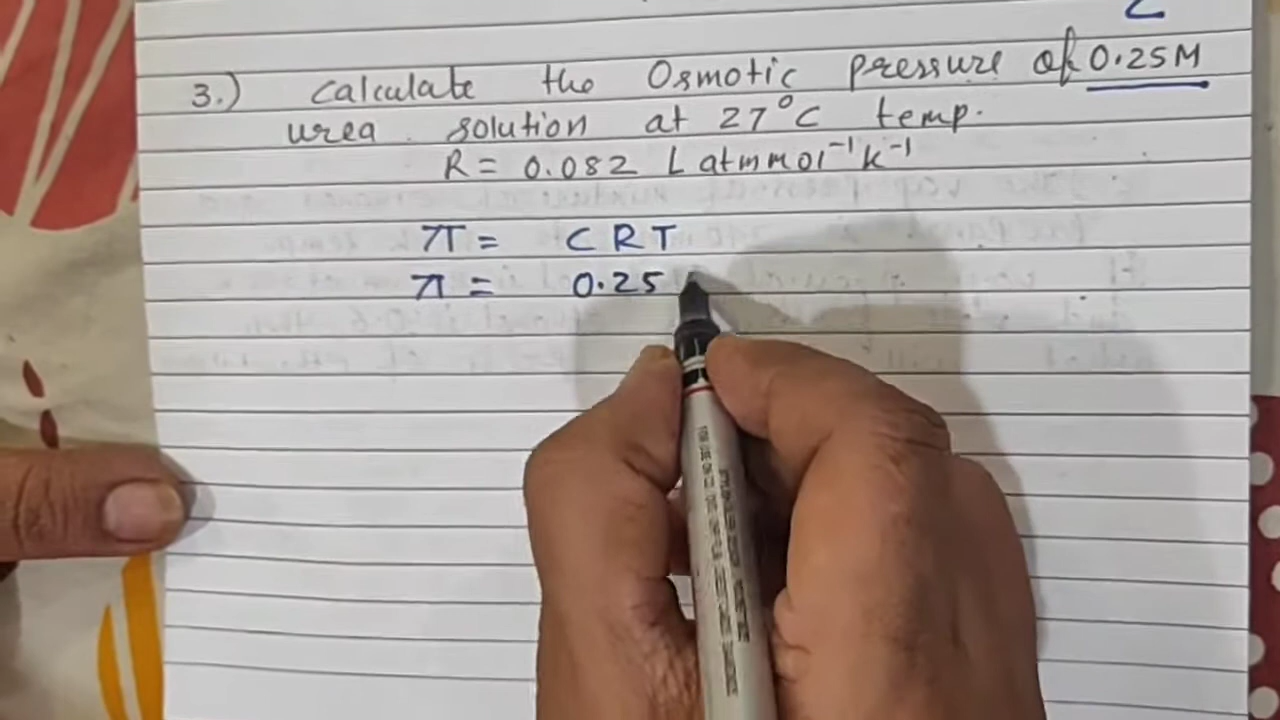 C
3.) Calculate the Osmotic pressure of 0.25M
urea solution at 27°C temp.
R = 0.082 L atm mol⁻¹ k⁻¹
π = C R T
π = 0.25